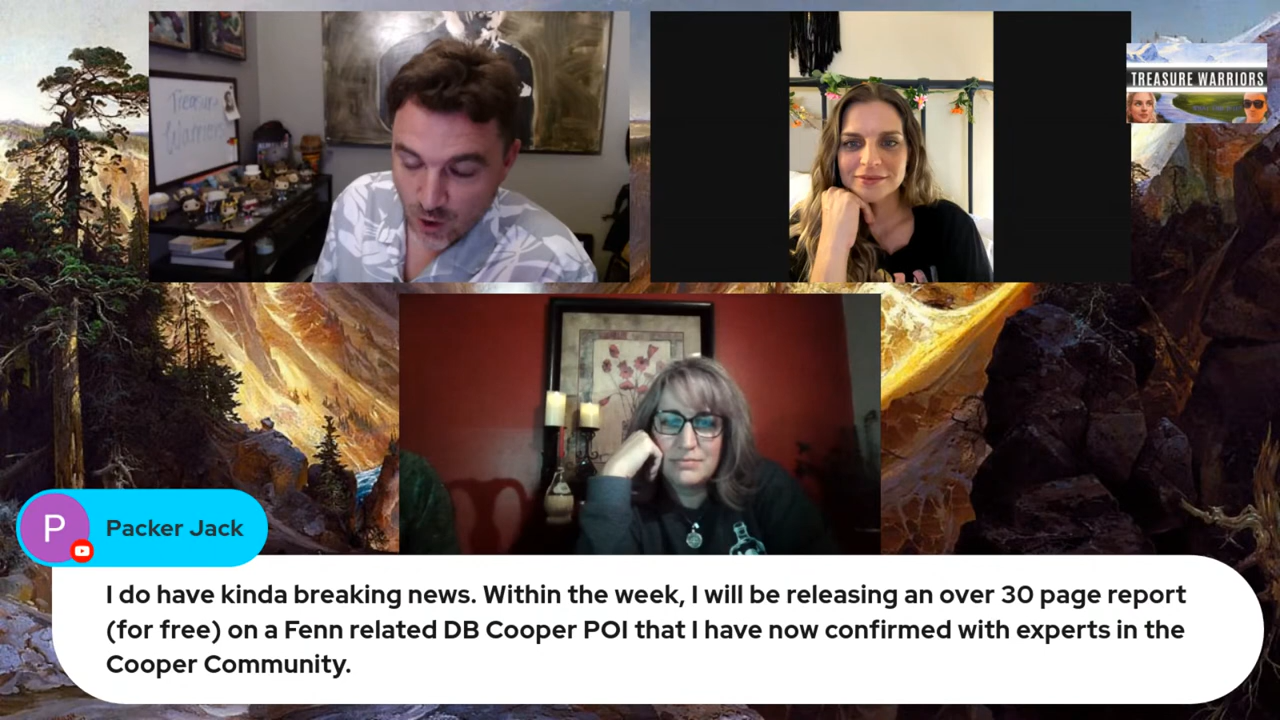 Treasure
Warriors
TREASURE WARRIORS
P
Packer Jack
I do have kinda breaking news. Within the week, I will be releasing an over 30 page report
(for free) on a Fenn related DB Cooper POI that I have now confirmed with experts in the
Cooper Community.